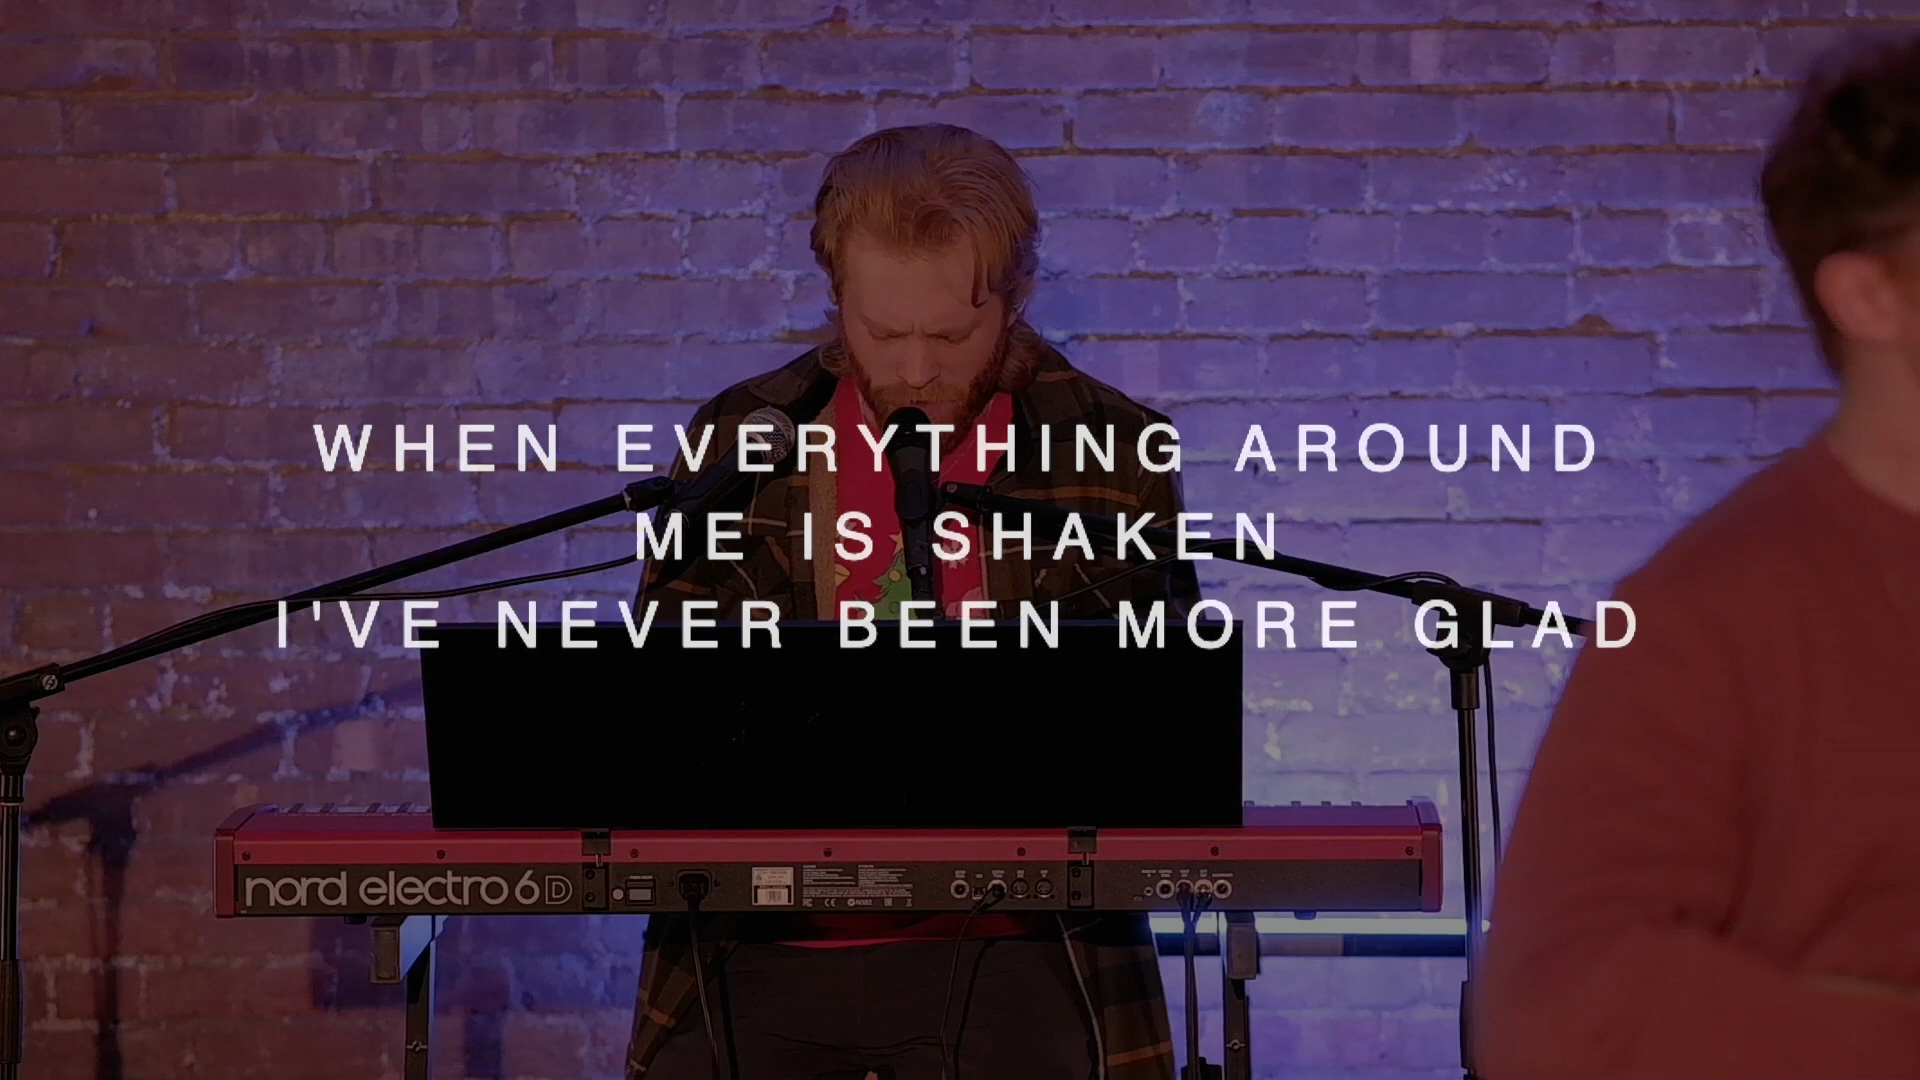 WHEN EVERYTHING AROUND
ME IS SHAKEN
I'VE NEVER BEEN MORE GLAD
nord electro 6D